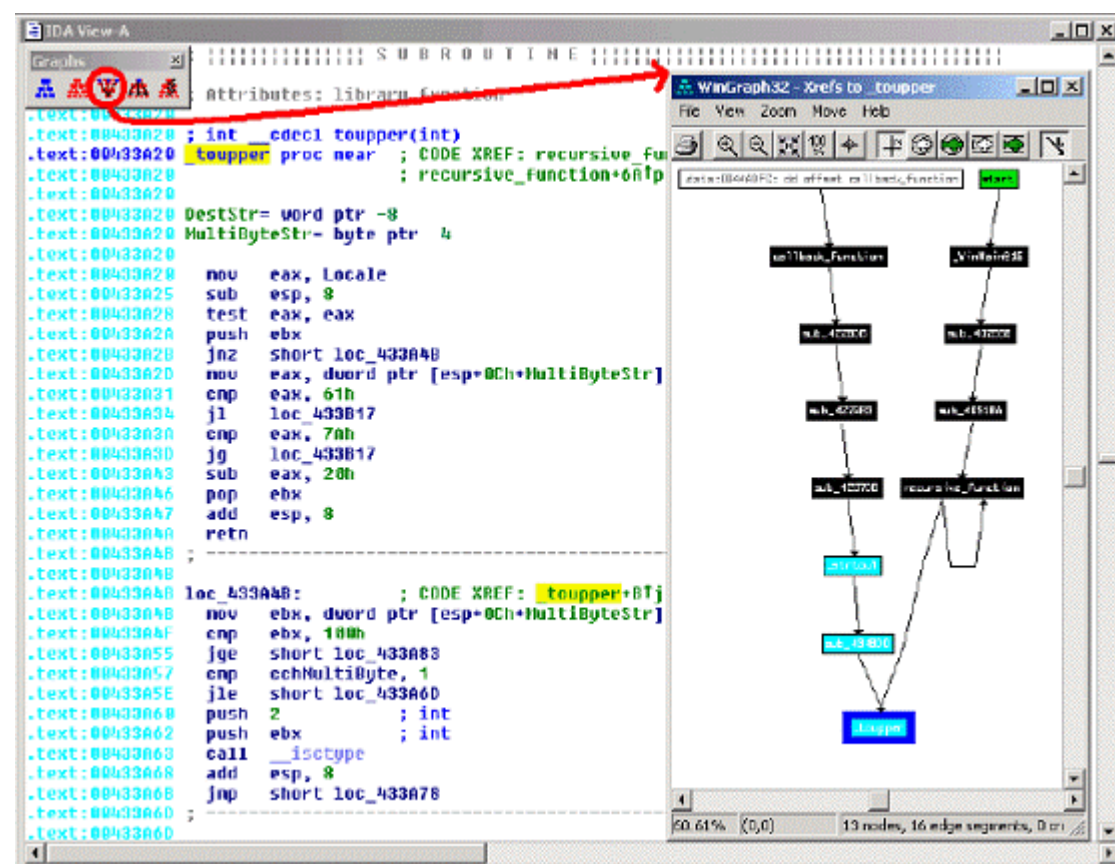 IDA View-A
Graphs
S U B R O U T I N E
; Attributes: library function
.text:00433A20
.text:00433A20 ; int __cdecl toupper(int)
.text:00433A20 _toupper proc near ; CODE XREF: recursive_fu
.text:00433A20 ; recursive_function+6A↑p
.text:00433A20
.text:00433A20 DestStr= word ptr -8
.text:00433A20 MultiByteStr= byte ptr 4
.text:00433A20
.text:00433A20 mov eax, Locale
.text:00433A25 sub esp, 8
.text:00433A28 test eax, eax
.text:00433A2A push ebx
.text:00433A2B jnz short loc_433A4B
.text:00433A2D mov eax, dword ptr [esp+0Ch+MultiByteStr]
.text:00433A31 cmp eax, 61h
.text:00433A34 jl loc_433B17
.text:00433A3A cmp eax, 7Ah
.text:00433A3D jg loc_433B17
.text:00433A43 sub eax, 20h
.text:00433A46 pop ebx
.text:00433A47 add esp, 8
.text:00433A4A retn
.text:00433A4B ; 
.text:00433A4B
.text:00433A4B loc_433A4B: ; CODE XREF: _toupper+B↑j
.text:00433A4B mov ebx, dword ptr [esp+0Ch+MultiByteStr]
.text:00433A4F cmp ebx, 100h
.text:00433A55 jge short loc_433A83
.text:00433A57 cmp cchMultiByte, 1
.text:00433A5E jle short loc_433A6D
.text:00433A60 push 2 ; int
.text:00433A62 push ebx ; int
.text:00433A63 call __isctype
.text:00433A68 add esp, 8
.text:00433A6B jmp short loc_433A78
.text:00433A6D ;
.text:00433A6D
WinGraph32 - Xrefs to _toupper
File View Zoom Move Help
dd offset callback_function
start
callback_function
_WinMain@16
recursive_function
_toupper
60.61% (0,0) 13 nodes, 16 edge segments, 0 cr